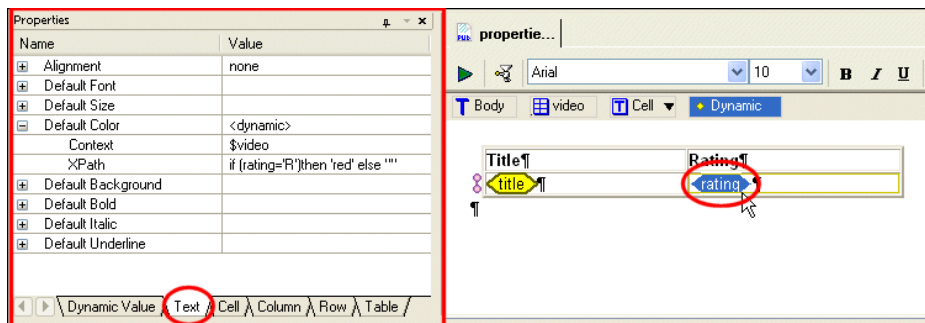 Properties
Name Value
Alignment none
Default Font
Default Size
Default Color <dynamic>
Context $video
XPath if (rating='R')then 'red' else ""
Default Background
Default Bold
Default Italic
Default Underline
Dynamic Value Text Cell Column Row Table
PUB propertie...
Arial 10 B I U
T Body video T Cell Dynamic
Title¶ Rating¶
title¶ rating¶
¶